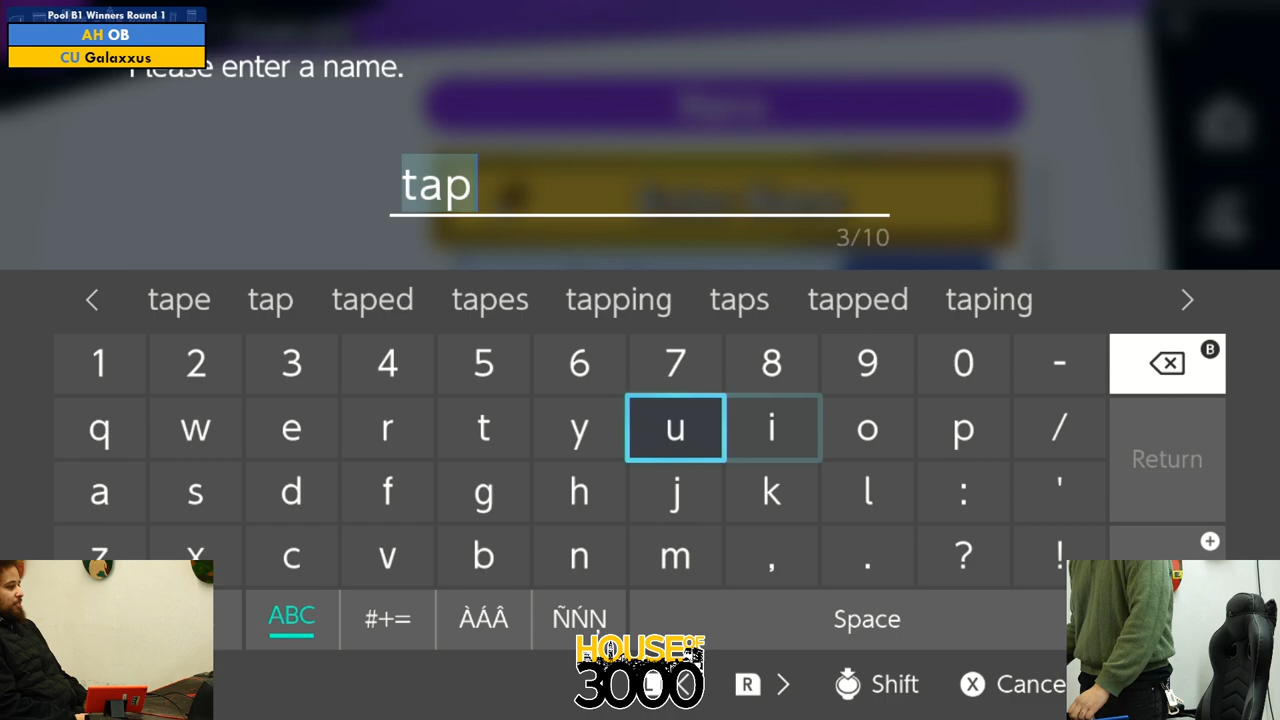 Pool B1 Winners Round 1
AH OB
CU Galaxxus
Please enter a name.
tap
3/10
tape tap taped tapes tapping taps tapped taping
1 2 3 4 5 6 7 8 9 0 -
B
q w e r t y u i o p /
Return
a s d f g h j k l : '
z x c v b n m , . ? !
+
ABC #+= ÀÁÂ ÑŃŅ Space
HOUSE OF
3000
L R Shift X Cance